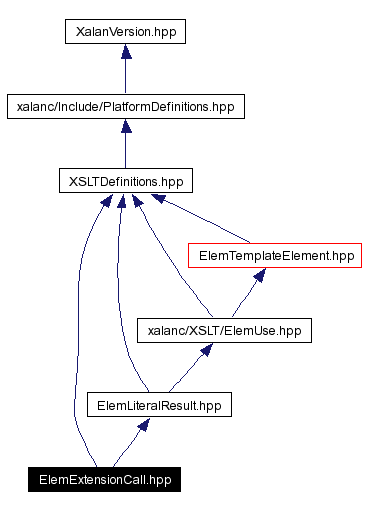 XalanVersion.hpp
xalanc/Include/PlatformDefinitions.hpp
XSLTDefinitions.hpp
ElemTemplateElement.hpp
xalanc/XSLT/ElemUse.hpp
ElemLiteralResult.hpp
ElemExtensionCall.hpp